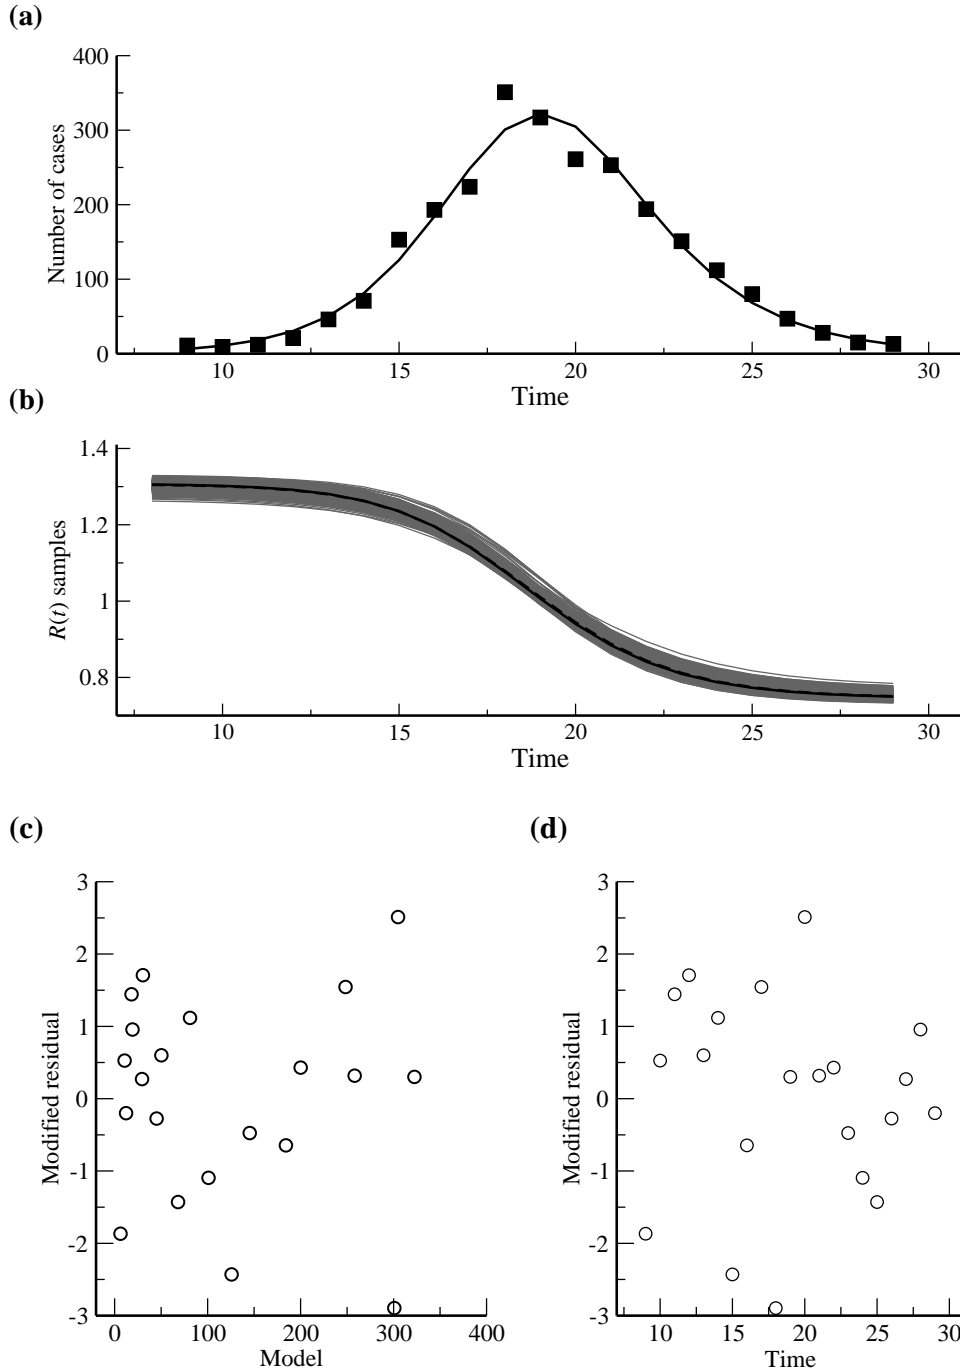 (a)
400
300
200
100
0
Number of cases
10 15 20 25 30
Time
(b)
1.4
1.2
1
0.8
R(t) samples
10 15 20 25 30
Time
(c) (d)
3
2
1
0
-1
-2
-3
Modified residual
0 100 200 300 400
Model
3
2
1
0
-1
-2
-3
Modified residual
10 15 20 25 30
Time